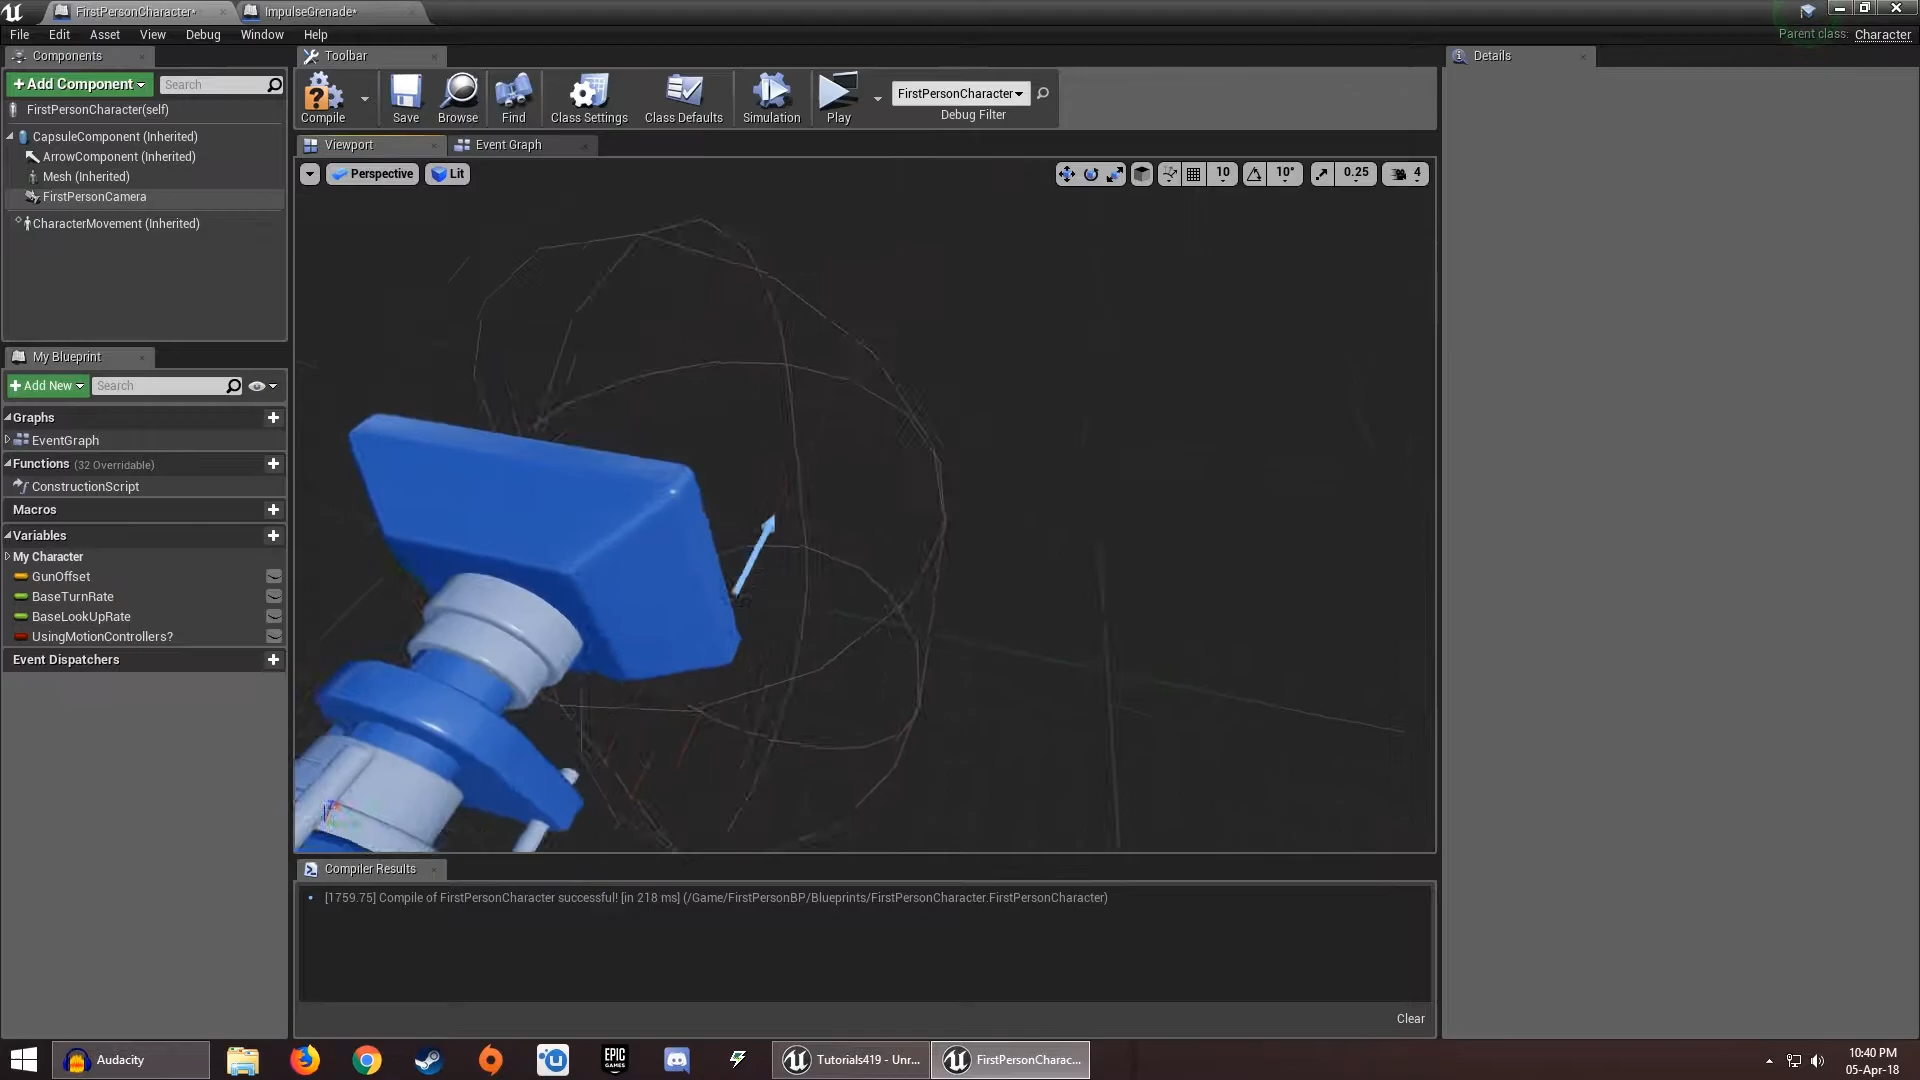 FirstPersonCharacter*
ImpulseGrenade*
File Edit Asset View Debug Window Help
Parent class: Character
Components
Toolbar
Details
+ Add Component
Search
Compile
Save
Browse
Find
Class Settings
Class Defaults
Simulation
Play
FirstPersonCharacter
Debug Filter
FirstPersonCharacter(self)
CapsuleComponent (Inherited)
ArrowComponent (Inherited)
Mesh (Inherited)
FirstPersonCamera
CharacterMovement (Inherited)
Viewport
Event Graph
Perspective
Lit
10
10°
0.25
4
My Blueprint
+ Add New
Search
Graphs
EventGraph
Functions (32 Overridable)
ConstructionScript
Macros
Variables
My Character
GunOffset
BaseTurnRate
BaseLookUpRate
UsingMotionControllers?
Event Dispatchers
Compiler Results
[1759.75] Compile of FirstPersonCharacter successful! [in 218 ms] (/Game/FirstPersonBP/Blueprints/FirstPersonCharacter.FirstPersonCharacter)
Clear
Audacity
EPIC
GAMES
Tutorials419 - Unr...
FirstPersonCharac...
10:40 PM
05-Apr-18